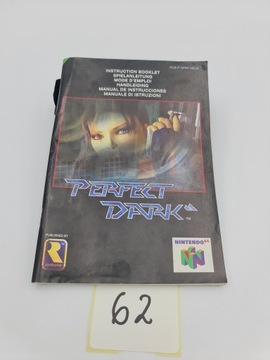 INSTRUCTION BOOKLET
SPIELANLEITUNG
MODE D'EMPLOI
HANDLEIDING
MANUAL DE INSTRUCCIONES
MANUALE DI ISTRUZIONI
PERFECT
DARK
TM
PUBLISHED BY
NINTENDO 64
62